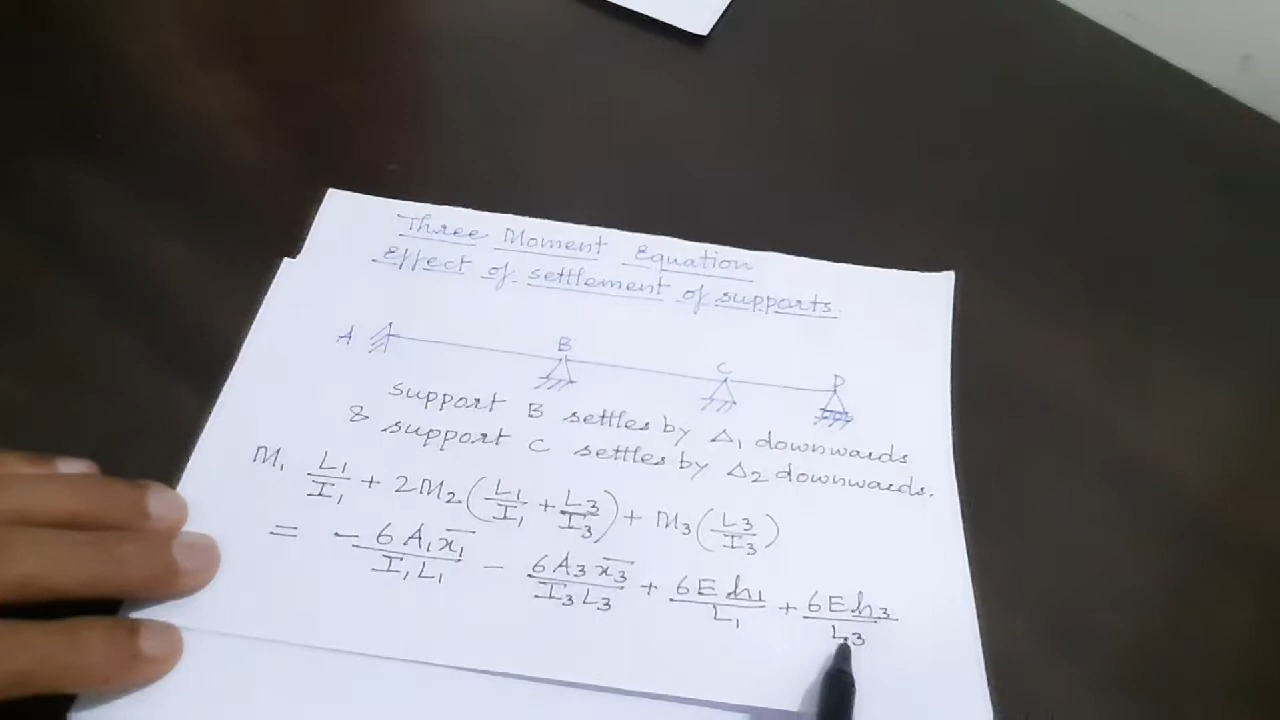 Three Moment Equation
Effect of settlement of supports.
A B C D
support B settles by Δ₁ downwards
& support C settles by Δ₂ downwards.
M₁ L₁/I₁ + 2M₂(L₁/I₁ + L₃/I₃) + M₃(L₃/I₃)
= -6A₁x̄₁/I₁L₁ - 6A₃x̄₃/I₃L₃ + 6Eh₁/L₁ + 6Eh₃/L₃